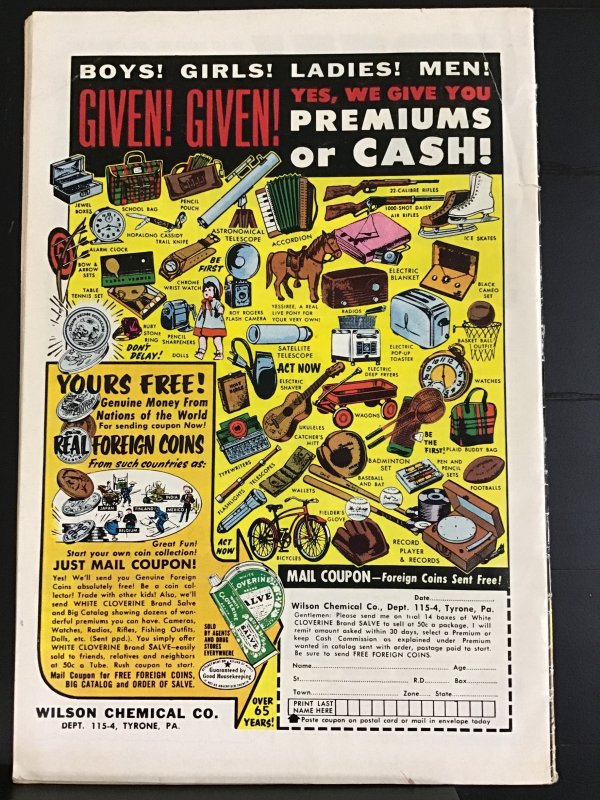 BOYS! GIRLS! LADIES! MEN!
GIVEN! GIVEN!
YES, WE GIVE YOU
PREMIUMS
or CASH!
JEWEL
BOXES
SCHOOL BAG
PENCIL
POUCH
ASTRONOMICAL
TELESCOPE
ACCORDION
22-CALIBRE RIFLES
1000-SHOT DAISY
AIR RIFLES
ICE SKATES
ALARM CLOCK
HOPALONG CASSIDY
TRAIL KNIFE
BOW &
ARROW
SETS
TABLE TENNIS
TABLE
TENNIS SET
CHROME
WRIST WATCH
BE
FIRST
ROY ROGERS
FLASH CAMERA
YESSIREE, A REAL
LIVE PONY FOR
YOUR VERY OWN!
RADIOS
ELECTRIC
BLANKET
BLACK
CAMEO
SET
RUBY
STONE
RING
PENCIL
SHARPENERS
DOLLS
DON'T
DELAY!
SATELLITE
TELESCOPE
ELECTRIC
POP-UP
TOASTER
BASKET BALL
OUTFIT
ACT NOW
ELECTRIC
DEEP FRYERS
WATCHES
HOLY
BIBLE
ELECTRIC
SHAVER
UKULELES
WAGONS
CATCHER'S
MITT
BE
THE
FIRST!
PLAID BUDDY BAG
TYPEWRITERS
TELESCOPES
FLASHLIGHTS
WALLETS
BASEBALL
AND BAT
BADMINTON
SET
PEN AND
PENCIL
SETS
FOOTBALLS
ACT
NOW
BICYCLES
FIELDER'S
GLOVE
RECORD
PLAYER
& RECORDS
YOURS FREE!
Genuine Money From
Nations of the World
For sending coupon Now!
REAL FOREIGN COINS
From such countries as:
JAPAN
FINLAND
INDIA
MEXICO
BELGIUM
Great Fun!
Start your own coin collection!
JUST MAIL COUPON!
Yes! We'll send you Genuine Foreign
Coins absolutely free! Be a coin col-
lector! Trade with other kids! Also, we'll
send WHITE CLOVERINE Brand Salve
and Big Catalog showing dozens of won-
derful premiums you can have. Cameras,
Watches, Radios, Rifles, Fishing Outfits,
Dolls, etc. (Sent ppd.). You simply offer
WHITE CLOVERINE Brand SALVE—easily
sold to friends, relatives and neighbors
at 50c a Tube. Rush coupon to start.
Mail Coupon for FREE FOREIGN COINS,
BIG CATALOG and ORDER OF SALVE.
WILSON CHEMICAL CO.
DEPT. 115-4, TYRONE, PA.
WHITE
CLOVERINE
SALVE
SOLD
BY AGENTS
AND DRUG
STORES
EVERYWHERE
Guaranteed by
Good Housekeeping
OVER
65
YEARS!
MAIL COUPON—Foreign Coins Sent Free!
Date
Wilson Chemical Co., Dept. 115-4, Tyrone, Pa.
Gentlemen: Please send me on trial 14 boxes of White
CLOVERINE Brand SALVE to sell at 50c a package. I will
remit amount asked within 30 days, select a Premium or
keep Cash Commission as explained under Premium
wanted in catalog sent with order, postage paid to start.
Be sure to send FREE FOREIGN COINS.
Name Age
St. R.D. Box
Town Zone State
PRINT LAST
NAME HERE
Paste coupon on postal card or mail in envelope today